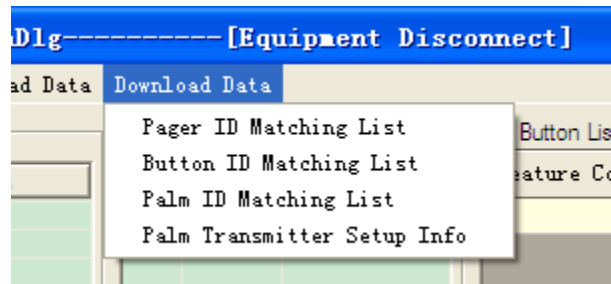 Dlg----------[Equipment Disconnect]
ad Data Download Data
Pager ID Matching List
Button ID Matching List
Palm ID Matching List
Palm Transmitter Setup Info
Button Lis
eature Co